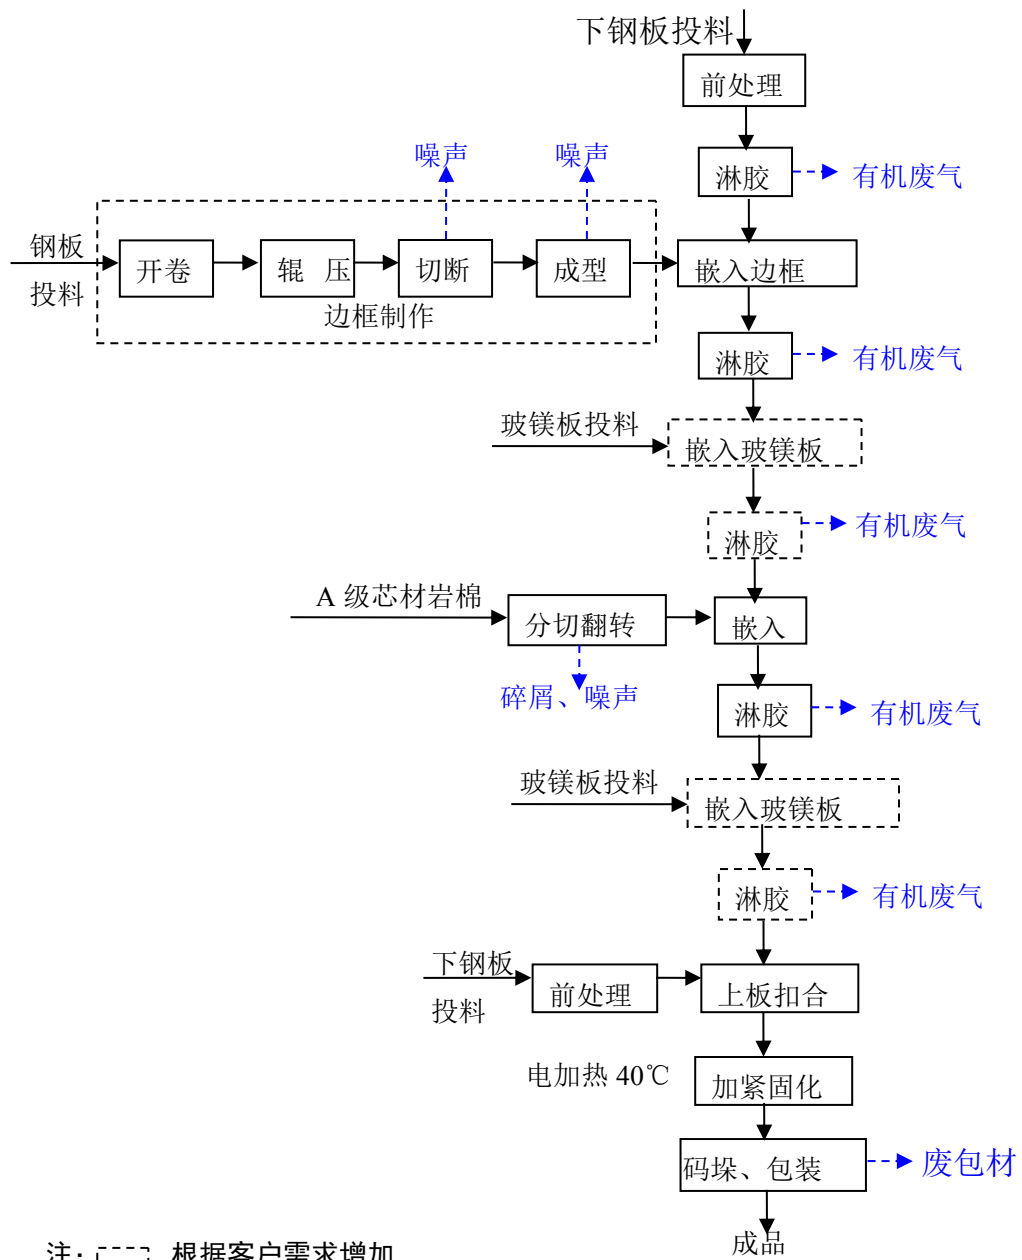 下钢板投料
前处理
淋胶
有机废气
噪声
噪声
钢板
投料
开卷
辊 压
切断
成型
嵌入边框
边框制作
淋胶
有机废气
玻镁板投料
嵌入玻镁板
淋胶
有机废气
A 级芯材岩棉
分切翻转
嵌入
碎屑、噪声
淋胶
有机废气
玻镁板投料
嵌入玻镁板
淋胶
有机废气
下钢板
投料
前处理
上板扣合
电加热 40℃
加紧固化
码垛、包装
废包材
成品
注: 根据客户需求增加